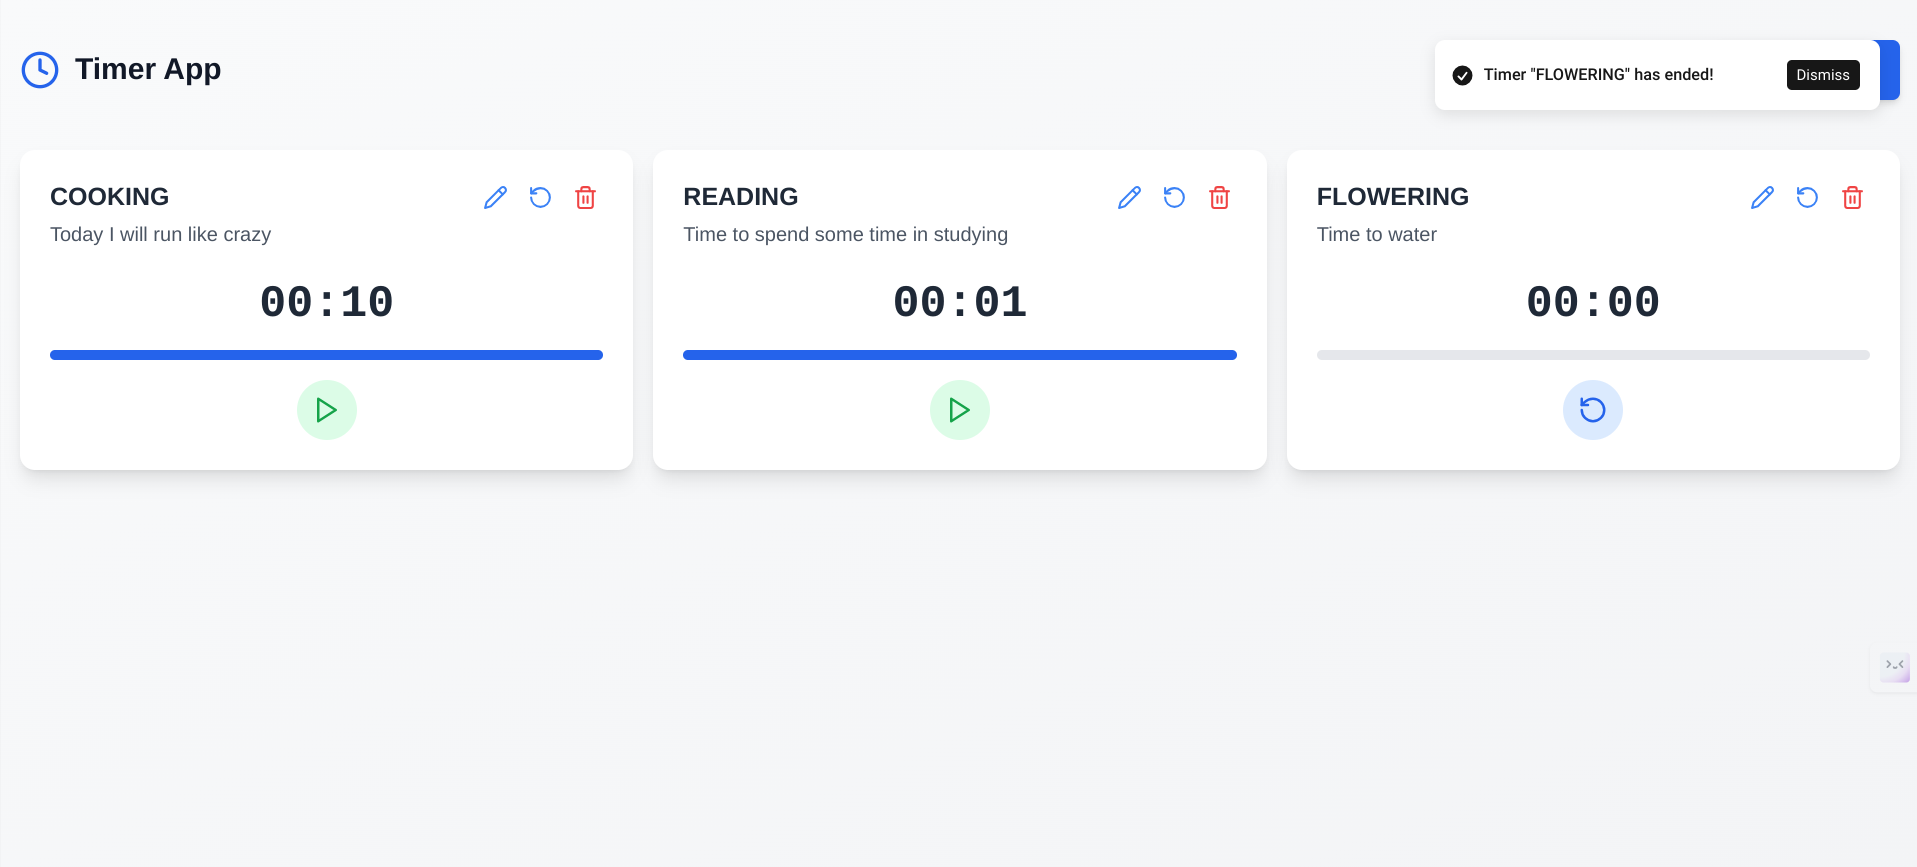 Timer App
Timer "FLOWERING" has ended!
Dismiss
COOKING
Today I will run like crazy
00:10
READING
Time to spend some time in studying
00:01
FLOWERING
Time to water
00:00